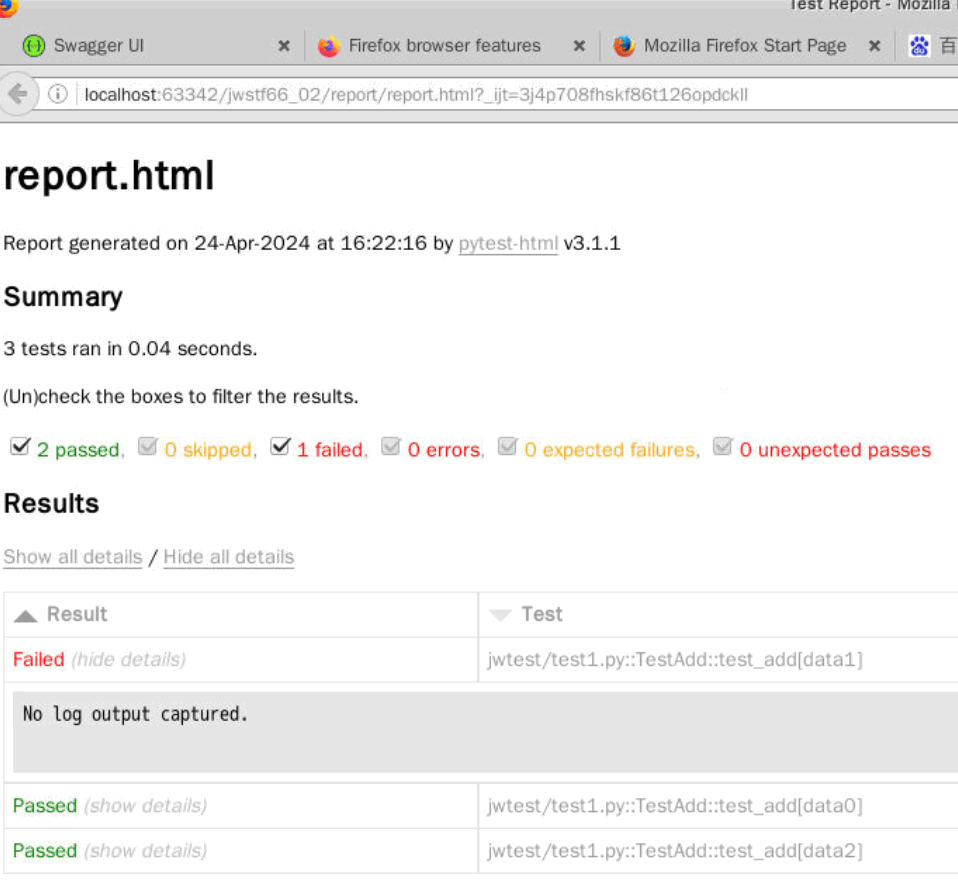 Test Report - Mozilla
Swagger UI × Firefox browser features × Mozilla Firefox Start Page × 百
localhost:63342/jwstf66_02/report/report.html?_ijt=3j4p708fhskf86t126opdckll
report.html
Report generated on 24-Apr-2024 at 16:22:16 by pytest-html v3.1.1
Summary
3 tests ran in 0.04 seconds.
(Un)check the boxes to filter the results.
2 passed, 0 skipped, 1 failed, 0 errors, 0 expected failures, 0 unexpected passes
Results
Show all details / Hide all details
Result Test
Failed (hide details) jwtest/test1.py::TestAdd::test_add[data1]
No log output captured.
Passed (show details) jwtest/test1.py::TestAdd::test_add[data0]
Passed (show details) jwtest/test1.py::TestAdd::test_add[data2]